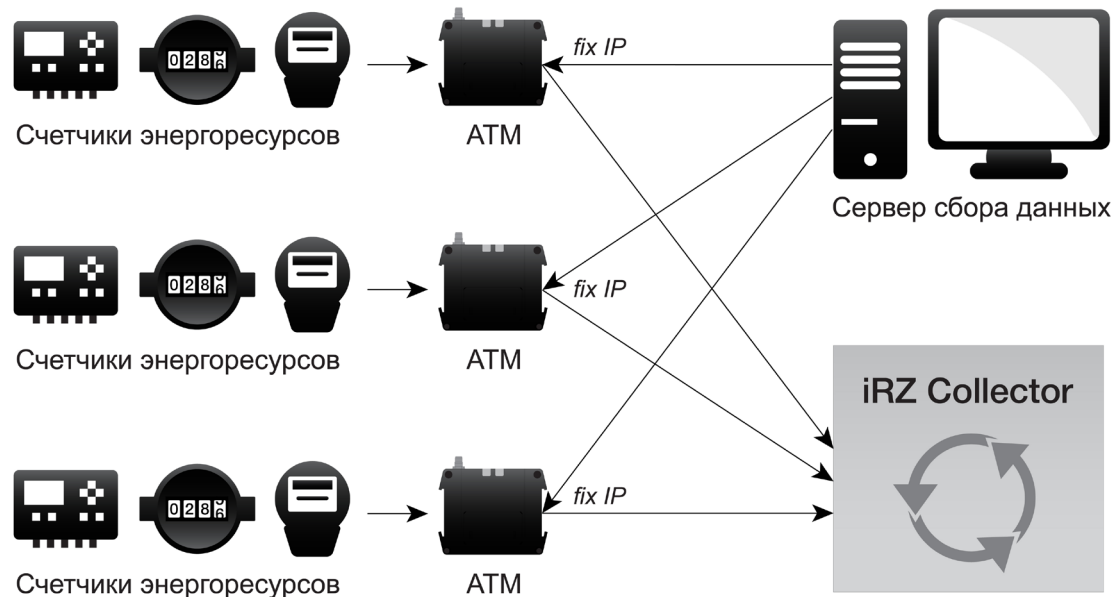 fix IP
Счетчики энергоресурсов
АТМ
Сервер сбора данных
fix IP
Счетчики энергоресурсов
АТМ
iRZ Collector
fix IP
Счетчики энергоресурсов
АТМ